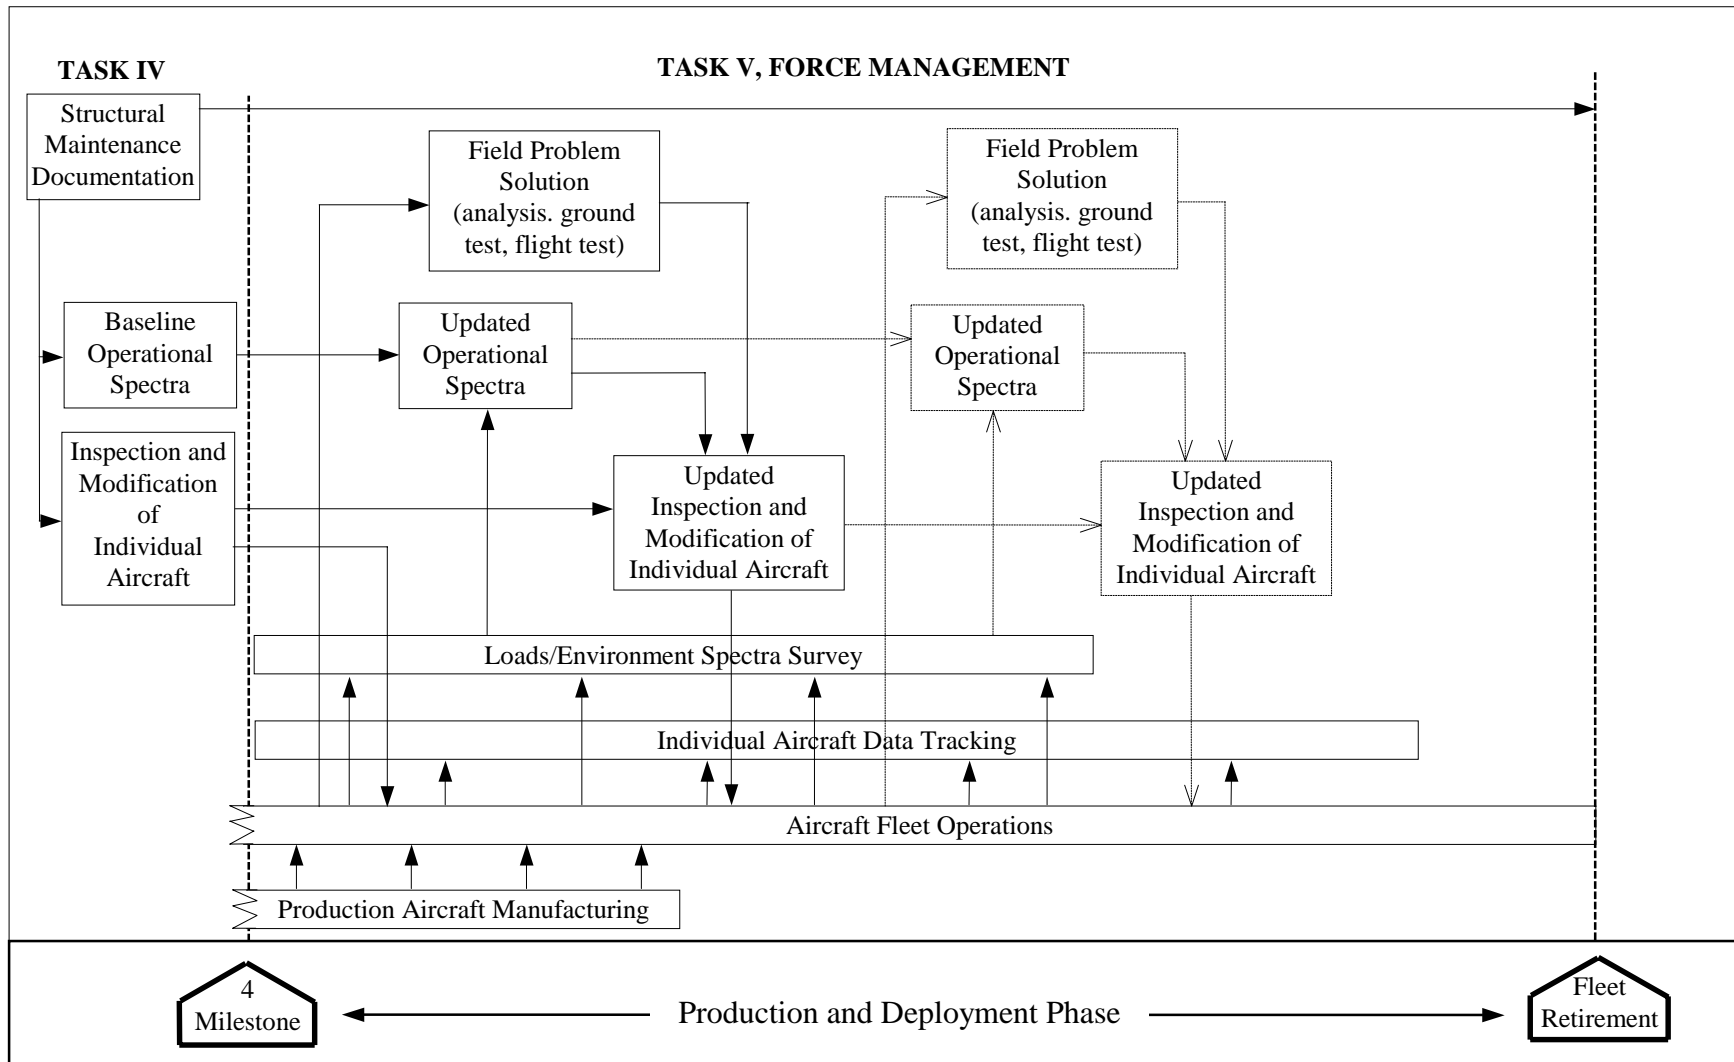 TASK IV
TASK V, FORCE MANAGEMENT
Structural
Maintenance
Documentation
Field Problem
Solution
(analysis. ground
test, flight test)
Field Problem
Solution
(analysis. ground
test, flight test)
Baseline
Operational
Spectra
Updated
Operational
Spectra
Updated
Operational
Spectra
Inspection and
Modification
of
Individual
Aircraft
Updated
Inspection and
Modification of
Individual Aircraft
Updated
Inspection and
Modification of
Individual Aircraft
Loads/Environment Spectra Survey
Individual Aircraft Data Tracking
Aircraft Fleet Operations
Production Aircraft Manufacturing
4
Milestone
Production and Deployment Phase
Fleet
Retirement